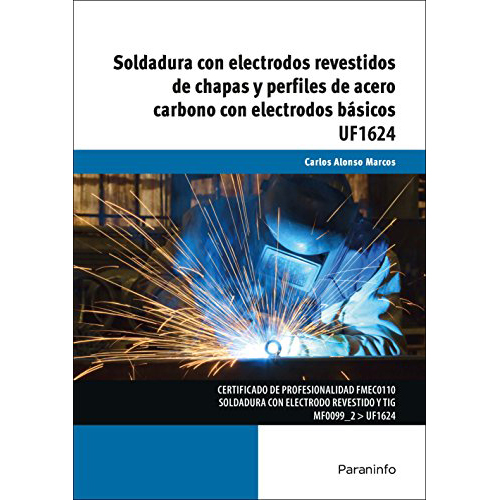 Soldadura con electrodos revestidos
de chapas y perfiles de acero
carbono con electrodos básicos
UF1624
Carlos Alonso Marcos
CERTIFICADO DE PROFESIONALIDAD FMEC0110
SOLDADURA CON ELECTRODO REVESTIDO Y TIG
MF0099_2 > UF1624
Paraninfo